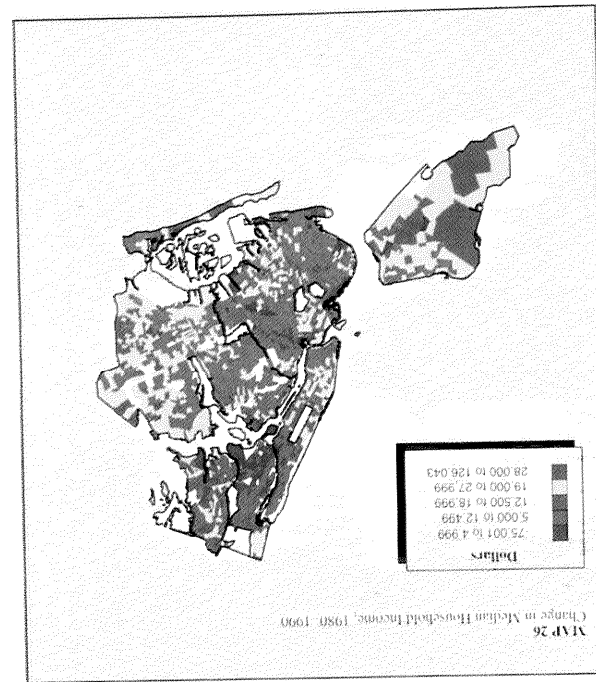 MAP 26
Change in Median Household Income, 1980–1990
Dollars
75.001 to 4.999
5.000 to 12.499
12.500 to 18.999
19.000 to 27.999
28.000 to 126.043